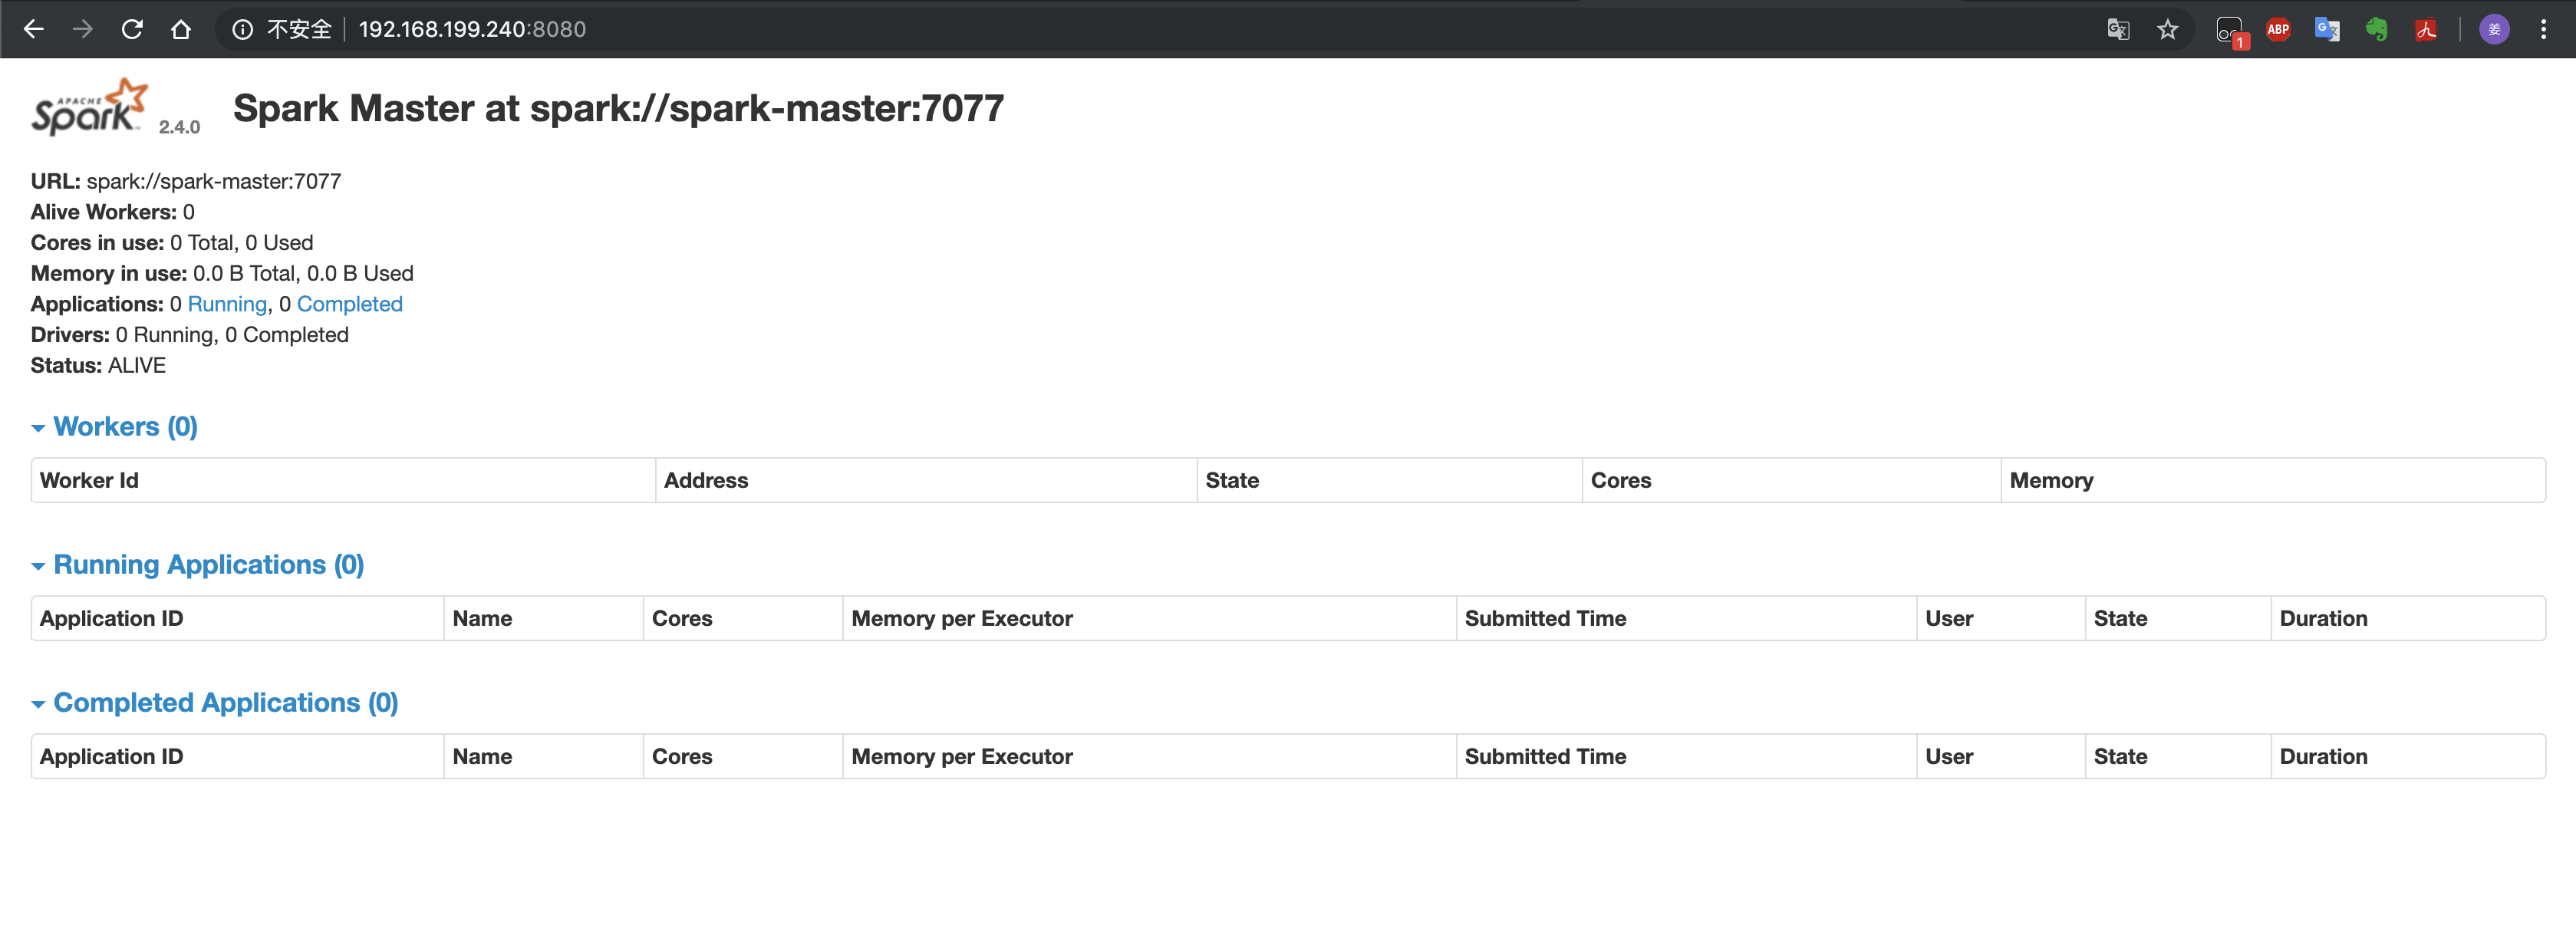 不安全 192.168.199.240:8080
1
ABP
G 文
姜
APACHE
Spark™ 2.4.0 Spark Master at spark://spark-master:7077
URL: spark://spark-master:7077
Alive Workers: 0
Cores in use: 0 Total, 0 Used
Memory in use: 0.0 B Total, 0.0 B Used
Applications: 0 Running, 0 Completed
Drivers: 0 Running, 0 Completed
Status: ALIVE
Workers (0)
Worker Id Address State Cores Memory
Running Applications (0)
Application ID Name Cores Memory per Executor Submitted Time User State Duration
Completed Applications (0)
Application ID Name Cores Memory per Executor Submitted Time User State Duration